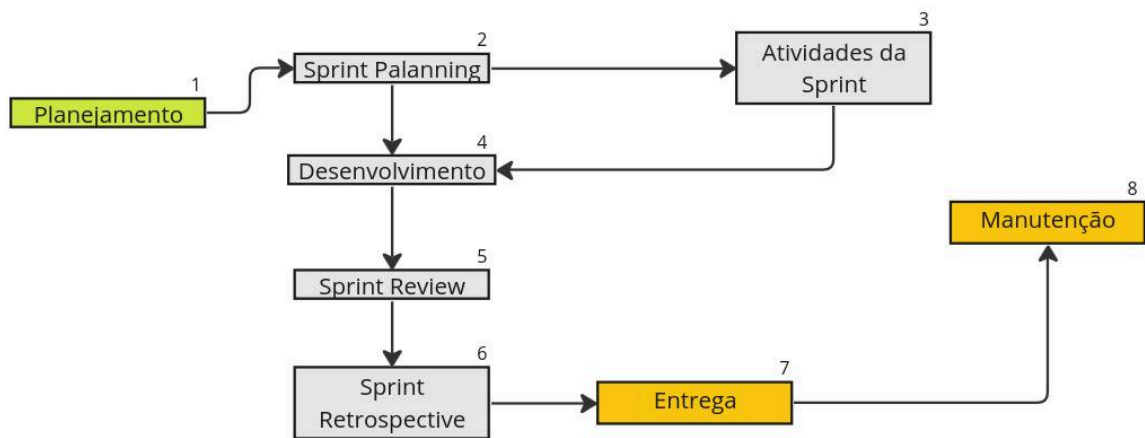 1
Planejamento
2
Sprint Palanning
3
Atividades da
Sprint
4
Desenvolvimento
5
Sprint Review
6
Sprint
Retrospective
7
Entrega
8
Manutenção